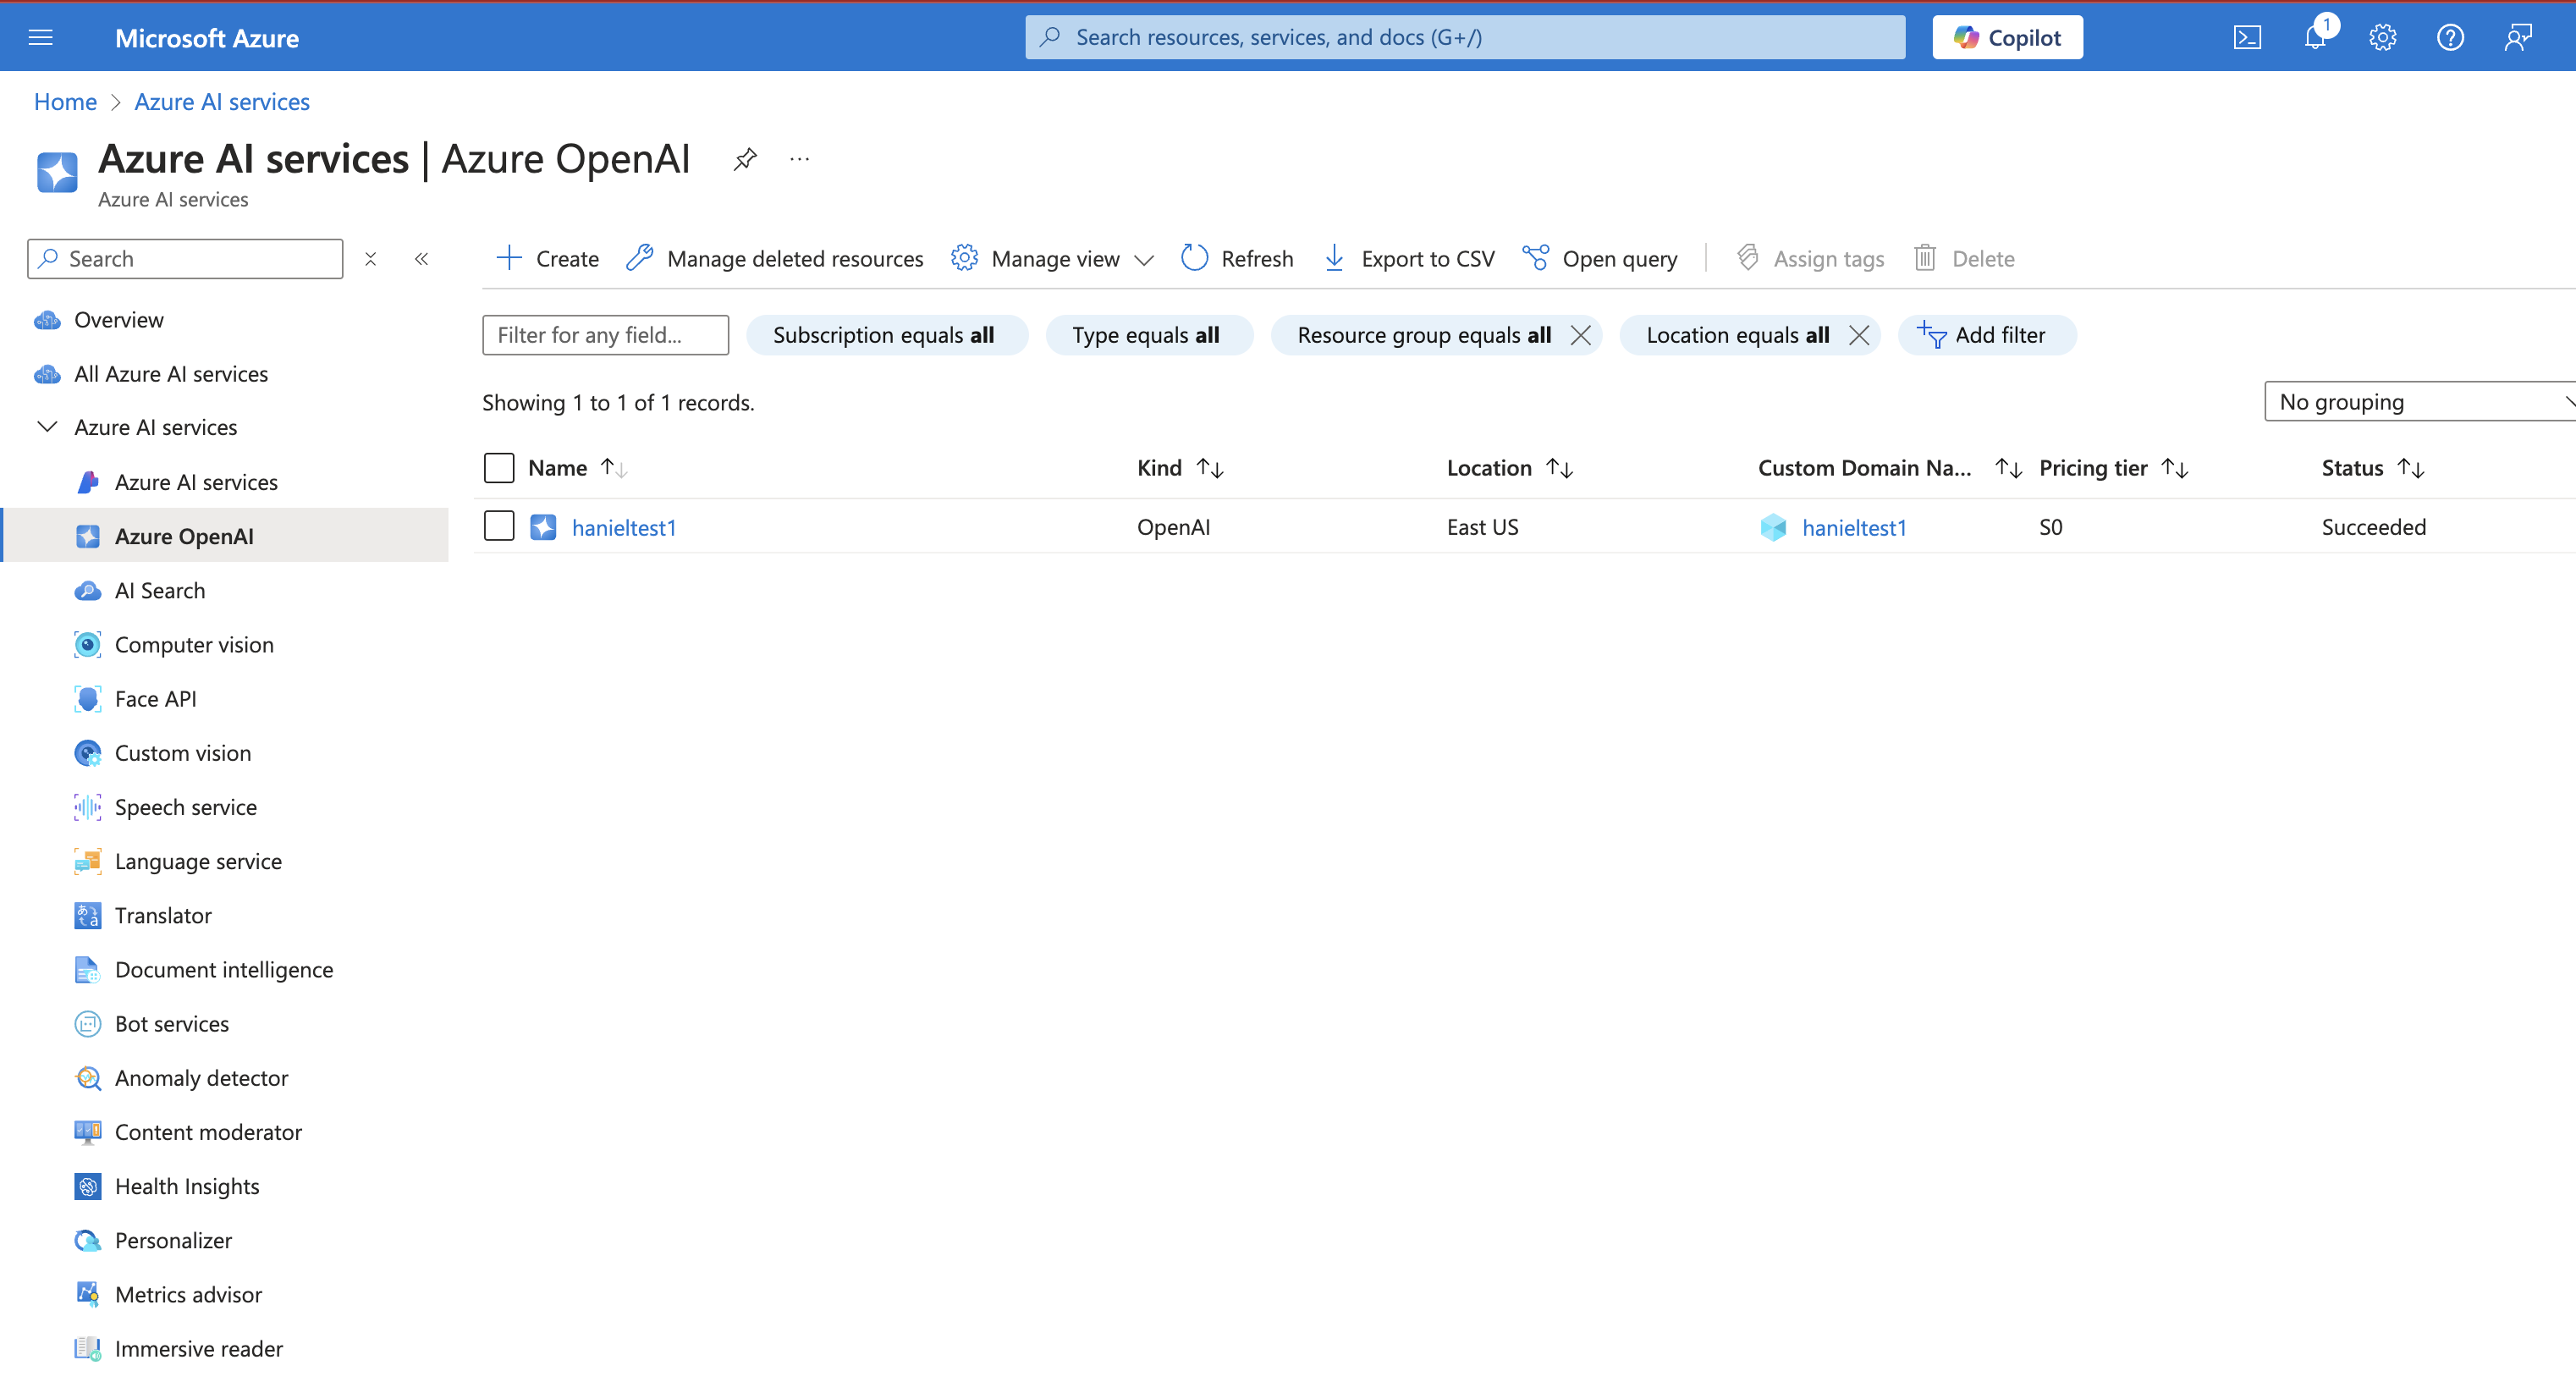 Microsoft Azure
Search resources, services, and docs (G+/)
Copilot
1
Home > Azure AI services
Azure AI services | Azure OpenAI
Azure AI services
Search
Create Manage deleted resources Manage view Refresh Export to CSV Open query Assign tags Delete
Filter for any field... Subscription equals all Type equals all Resource group equals all Location equals all Add filter
Showing 1 to 1 of 1 records. No grouping
Name Kind Location Custom Domain Na... Pricing tier Status
hanieltest1 OpenAI East US hanieltest1 S0 Succeeded
Overview
All Azure AI services
Azure AI services
Azure AI services
Azure OpenAI
AI Search
Computer vision
Face API
Custom vision
Speech service
Language service
Translator
Document intelligence
Bot services
Anomaly detector
Content moderator
Health Insights
Personalizer
Metrics advisor
Immersive reader